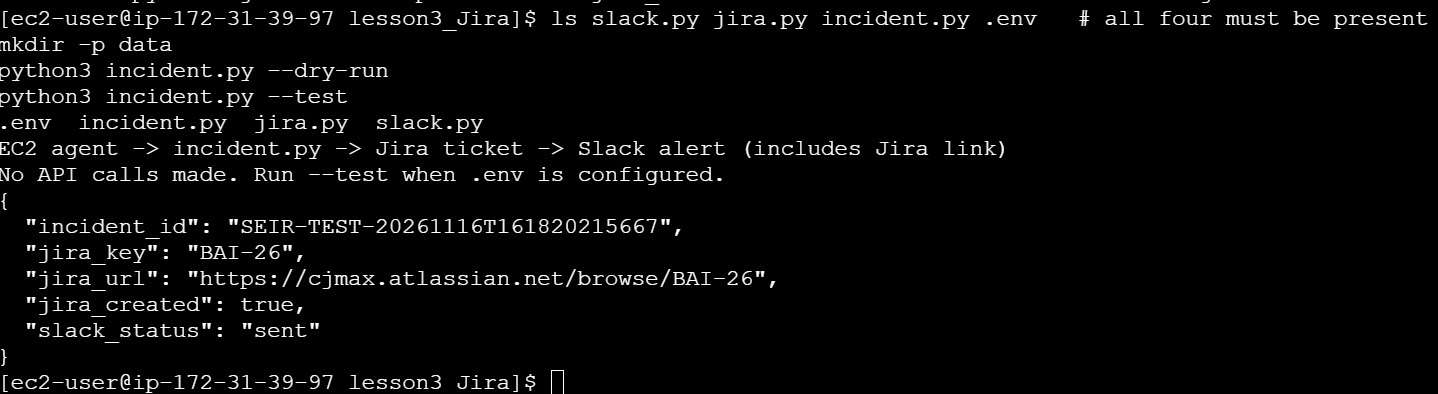 [ec2-user@ip-172-31-39-97 lesson3_Jira]$ ls slack.py jira.py incident.py .env   # all four must be present
mkdir -p data
python3 incident.py --dry-run
python3 incident.py --test
.env  incident.py  jira.py  slack.py
EC2 agent -> incident.py -> Jira ticket -> Slack alert (includes Jira link)
No API calls made. Run --test when .env is configured.
{
  "incident_id": "SEIR-TEST-20261116T161820215667",
  "jira_key": "BAI-26",
  "jira_url": "https://cjmax.atlassian.net/browse/BAI-26",
  "jira_created": true,
  "slack_status": "sent"
}
[ec2-user@ip-172-31-39-97 lesson3 Jira]$